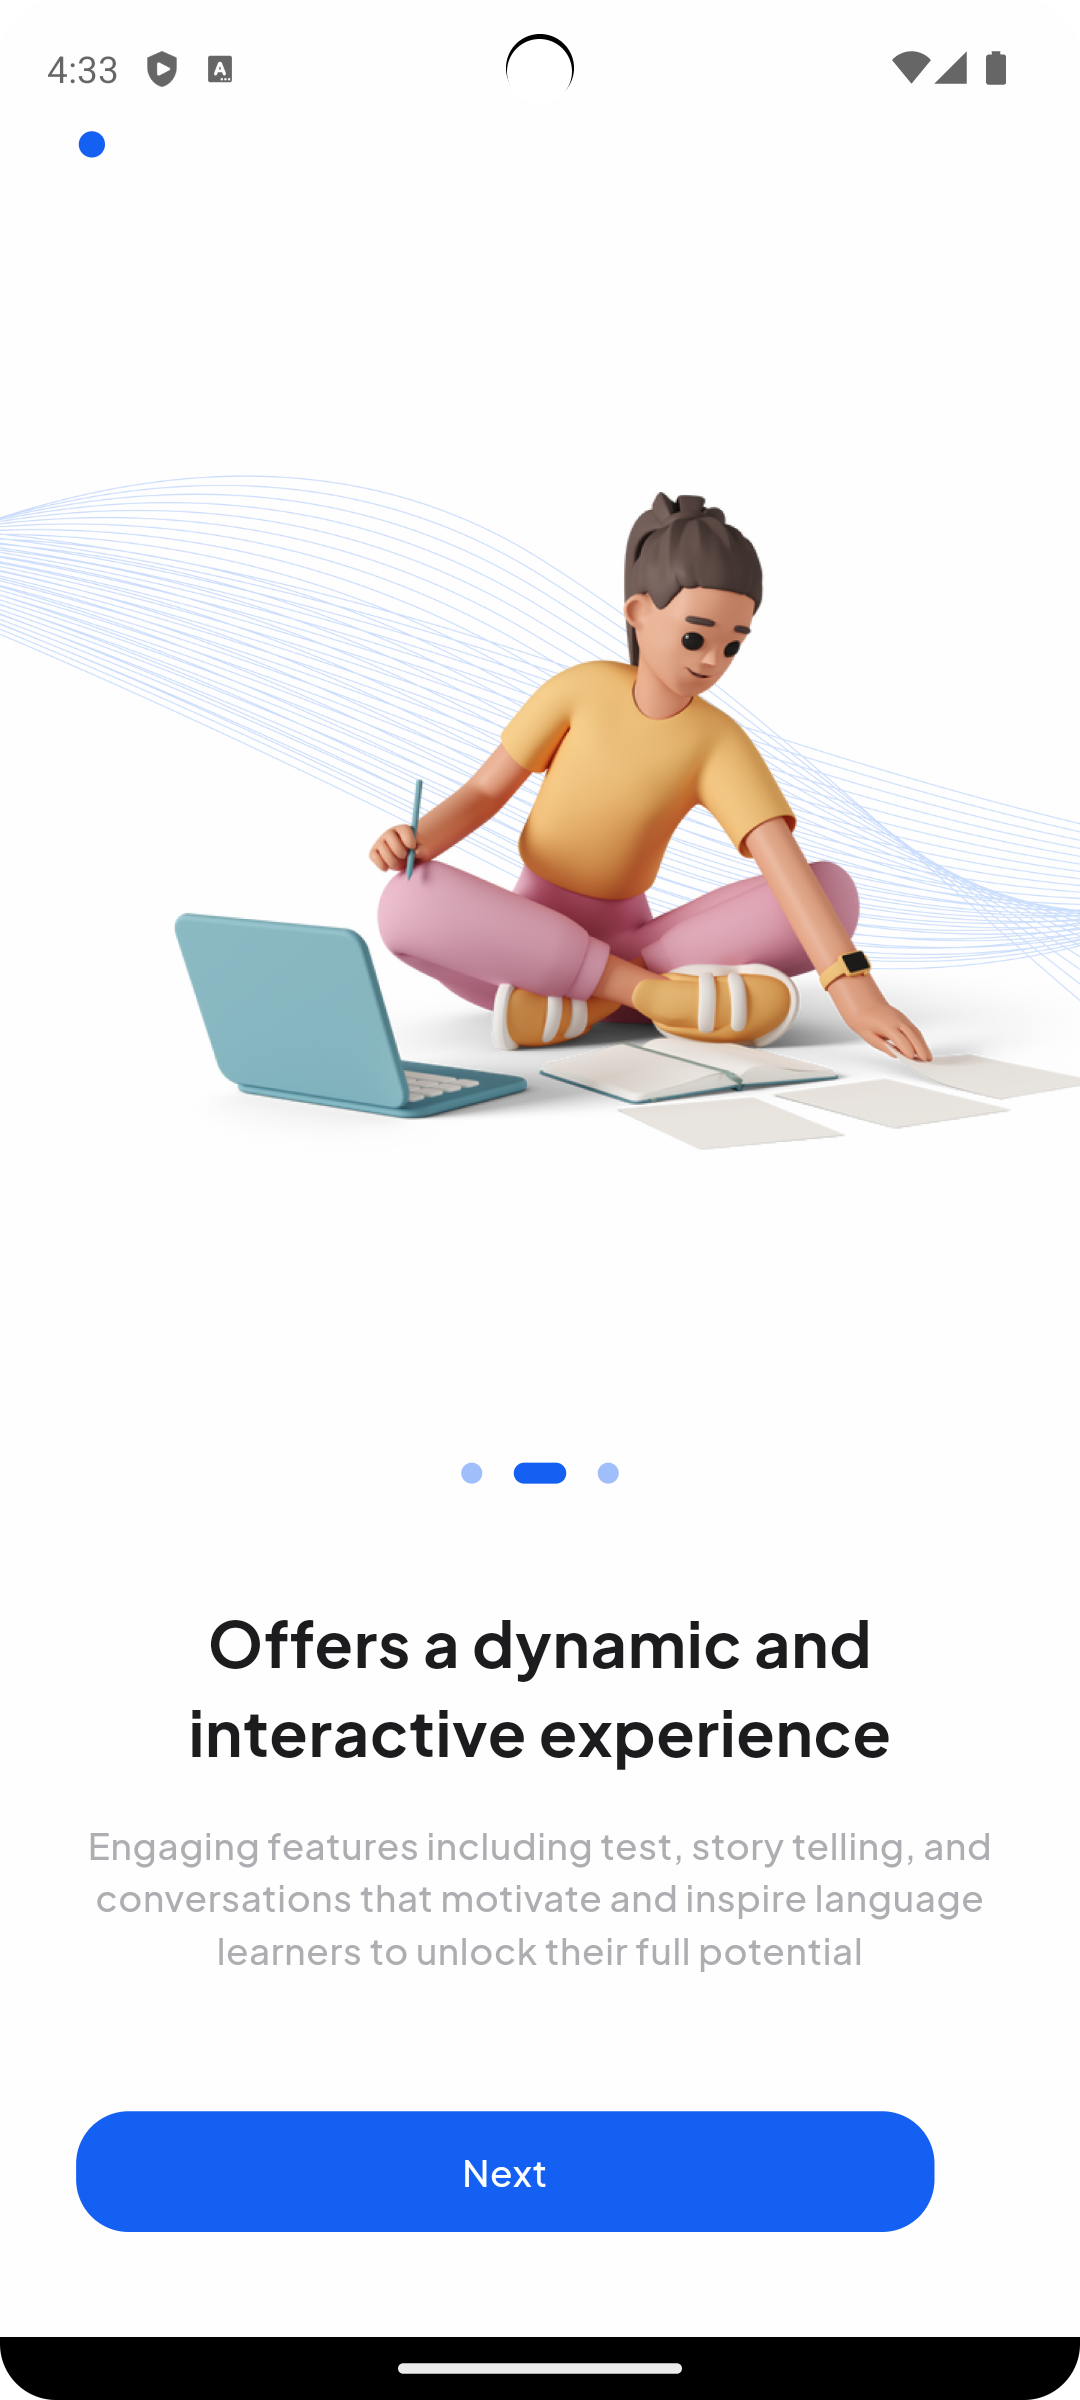 4:33
Offers a dynamic and
interactive experience
Engaging features including test, story telling, and
conversations that motivate and inspire language
learners to unlock their full potential
Next